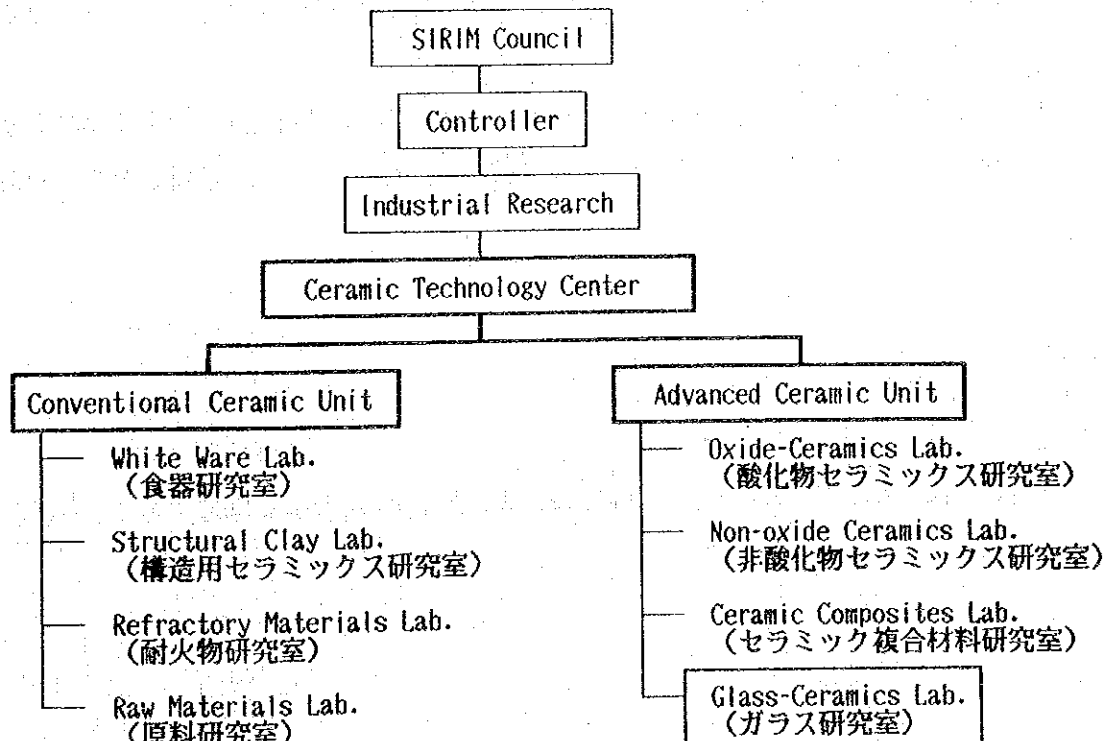 SIRIM Council
Controller
Industrial Research
Ceramic Technology Center
Conventional Ceramic Unit
White Ware Lab.
(食器研究室)
Structural Clay Lab.
(構造用セラミックス研究室)
Refractory Materials Lab.
(耐火物研究室)
Raw Materials Lab.
(原料研究室)
Advanced Ceramic Unit
Oxide-Ceramics Lab.
(酸化物セラミックス研究室)
Non-oxide Ceramics Lab.
(非酸化物セラミックス研究室)
Ceramic Composites Lab.
(セラミック複合材料研究室)
Glass-Ceramics Lab.
(ガラス研究室)